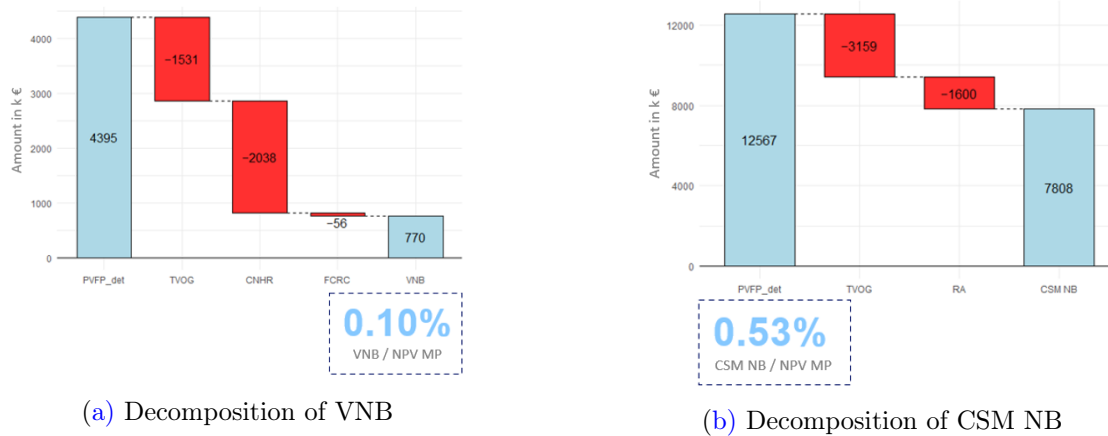 Amount in k €
4000
3000
2000
1000
0
4395
−1531
−2038
−56
770
PVFP_det
TVOG
CNHR
FCRC
VNB
0.10%
VNB / NPV MP
(a) Decomposition of VNB
Amount in k €
12000
8000
4000
0
12567
−3159
−1600
7808
PVFP_det
TVOG
RA
CSM NB
0.53%
CSM NB / NPV MP
(b) Decomposition of CSM NB